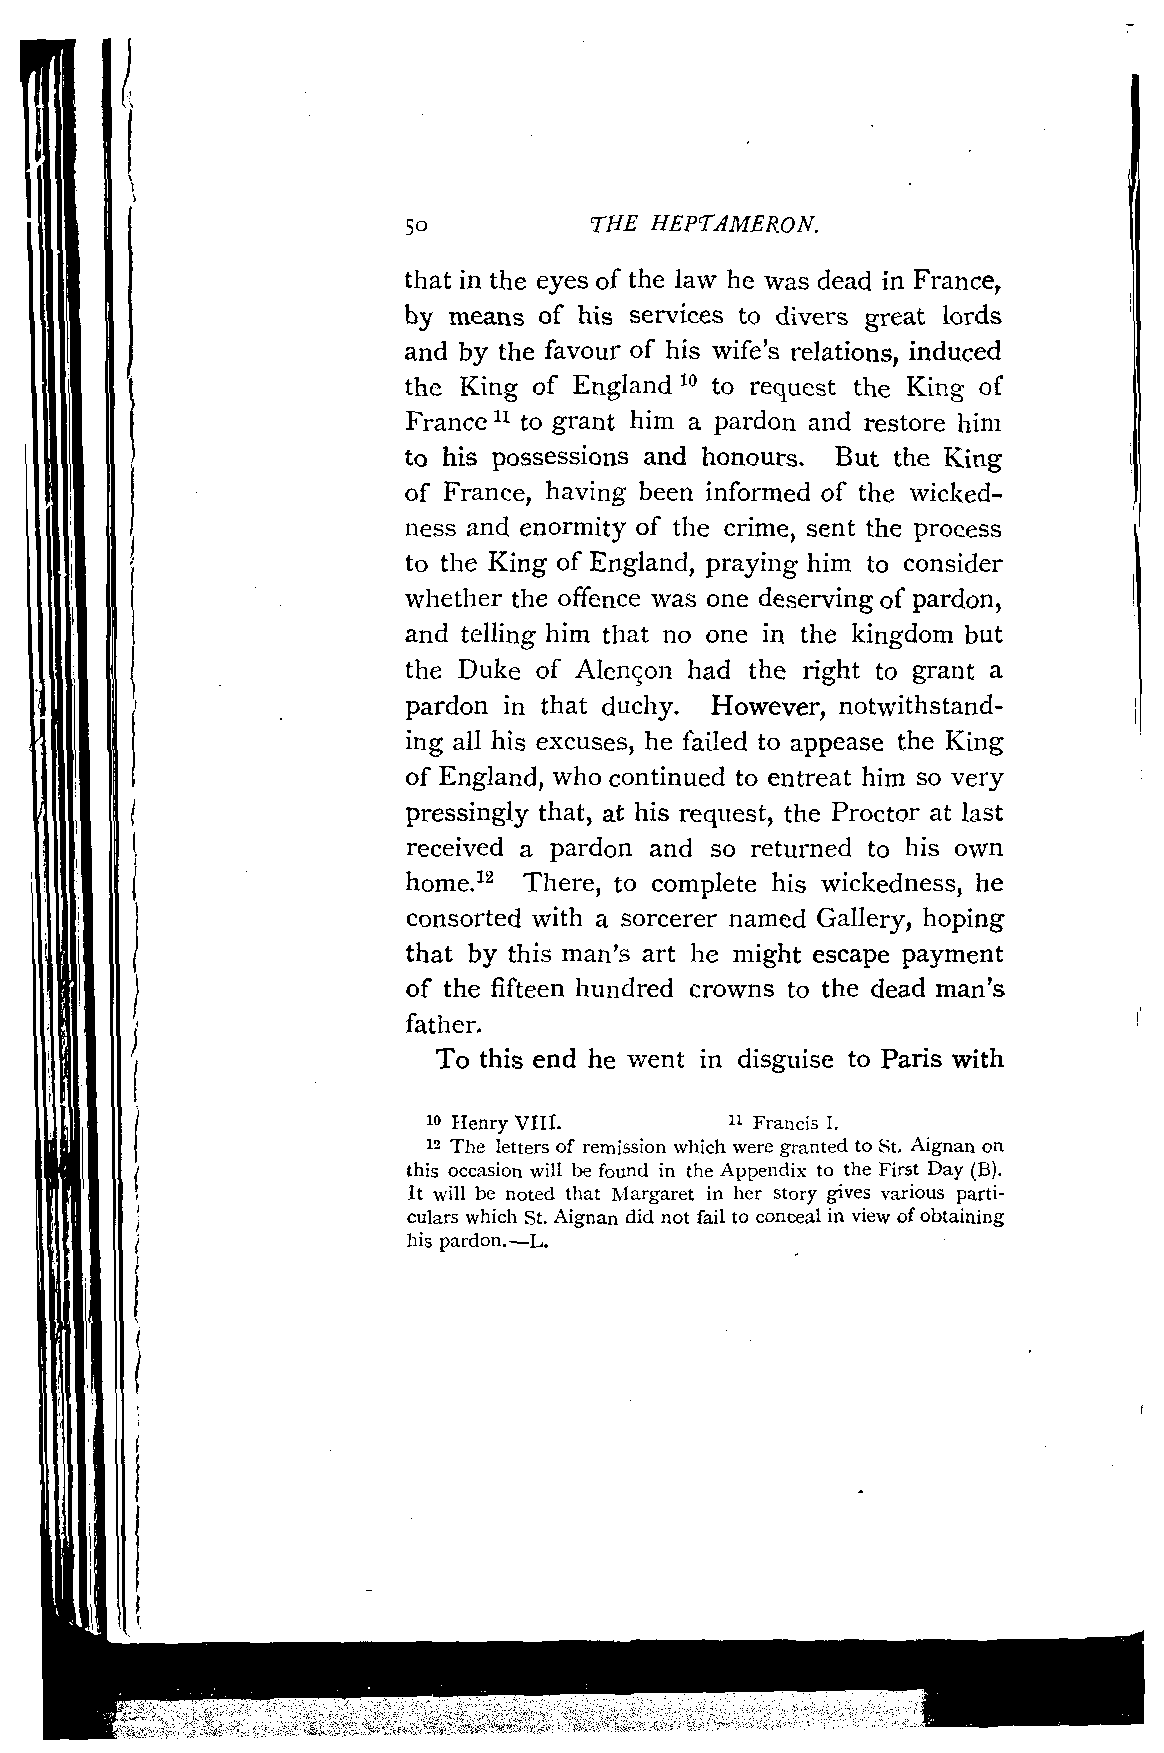 50 THE HEPTAMERON.
that in the eyes of the law he was dead in France,
by means of his services to divers great lords
and by the favour of his wife's relations, induced
the King of England ¹⁰ to request the King of
France ¹¹ to grant him a pardon and restore him
to his possessions and honours. But the King
of France, having been informed of the wicked-
ness and enormity of the crime, sent the process
to the King of England, praying him to consider
whether the offence was one deserving of pardon,
and telling him that no one in the kingdom but
the Duke of Alençon had the right to grant a
pardon in that duchy. However, notwithstand-
ing all his excuses, he failed to appease the King
of England, who continued to entreat him so very
pressingly that, at his request, the Proctor at last
received a pardon and so returned to his own
home.¹² There, to complete his wickedness, he
consorted with a sorcerer named Gallery, hoping
that by this man's art he might escape payment
of the fifteen hundred crowns to the dead man's
father.
To this end he went in disguise to Paris with
¹⁰ Henry VIII. ¹¹ Francis I.
¹² The letters of remission which were granted to St. Aignan on
this occasion will be found in the Appendix to the First Day (B).
It will be noted that Margaret in her story gives various parti-
culars which St. Aignan did not fail to conceal in view of obtaining
his pardon.—L.